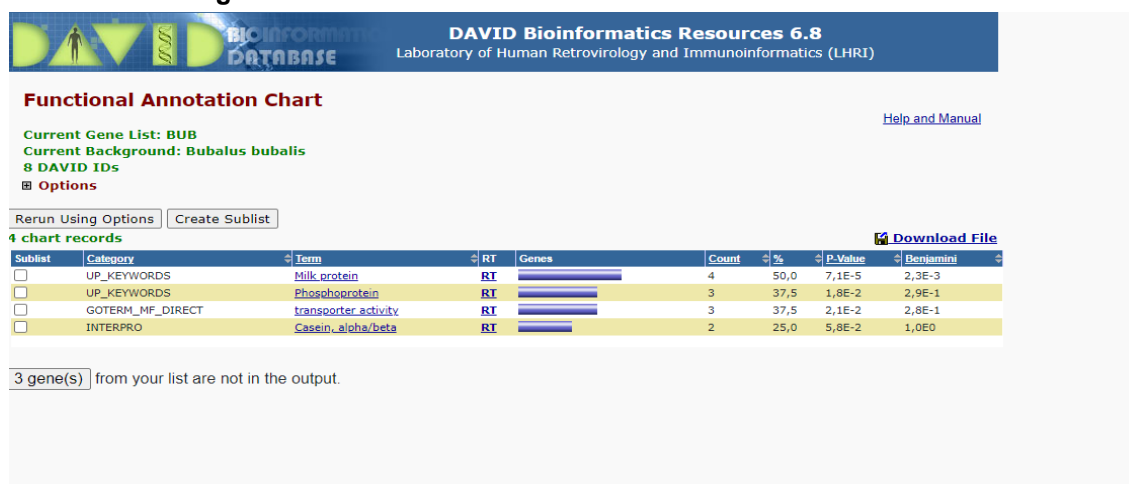 g
DAVID BIOINFORMATICS DATABASE
DAVID Bioinformatics Resources 6.8
Laboratory of Human Retrovirology and Immunoinformatics (LHRI)
Functional Annotation Chart
Help and Manual
Current Gene List: BUB
Current Background: Bubalus bubalis
8 DAVID IDs
Options
Rerun Using Options Create Sublist
4 chart records Download File
Sublist Category Term RT Genes Count % P-Value Benjamini
UP_KEYWORDS Milk protein RT 4 50,0 7,1E-5 2,3E-3
UP_KEYWORDS Phosphoprotein RT 3 37,5 1,8E-2 2,9E-1
GOTERM_MF_DIRECT transporter activity RT 3 37,5 2,1E-2 2,8E-1
INTERPRO Casein, alpha/beta RT 2 25,0 5,8E-2 1,0E0
3 gene(s) from your list are not in the output.